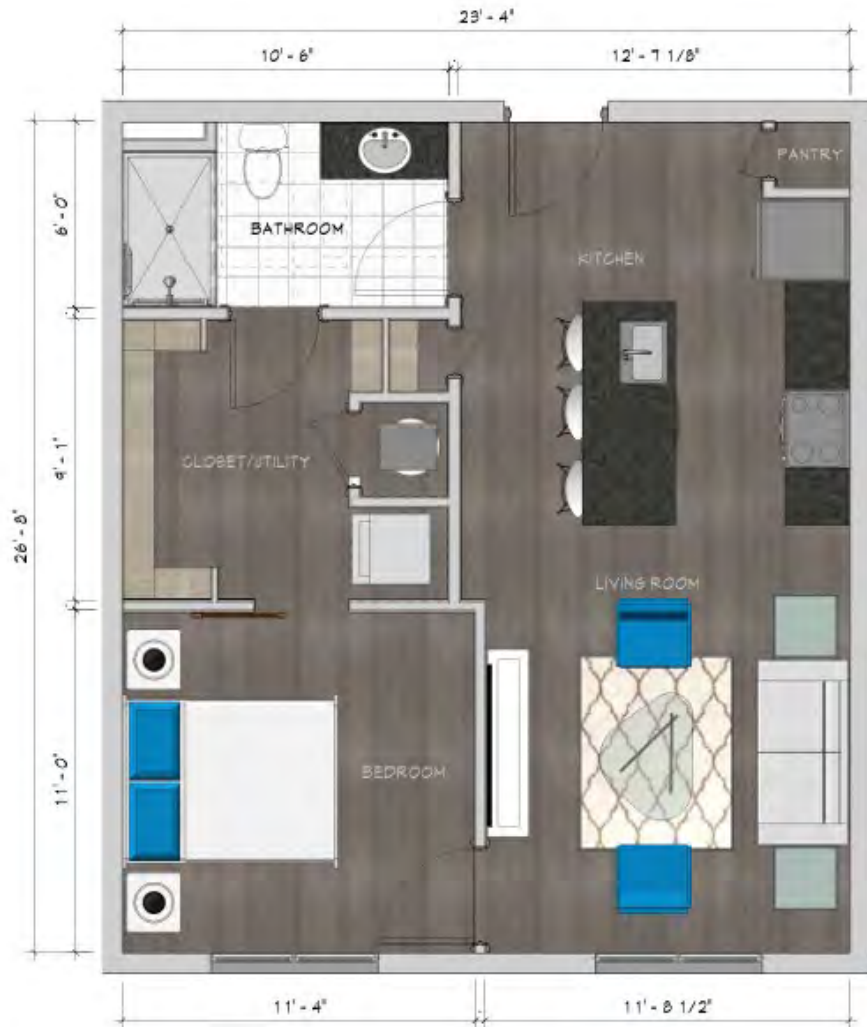 23' - 4"
10' - 6"
12' - 7 1/8"
PANTRY
6' - 0"
BATHROOM
KITCHEN
9' - 1"
CLOSET/UTILITY
26' - 8"
LIVING ROOM
11' - 0"
BEDROOM
11' - 4"
11' - 8 1/2"